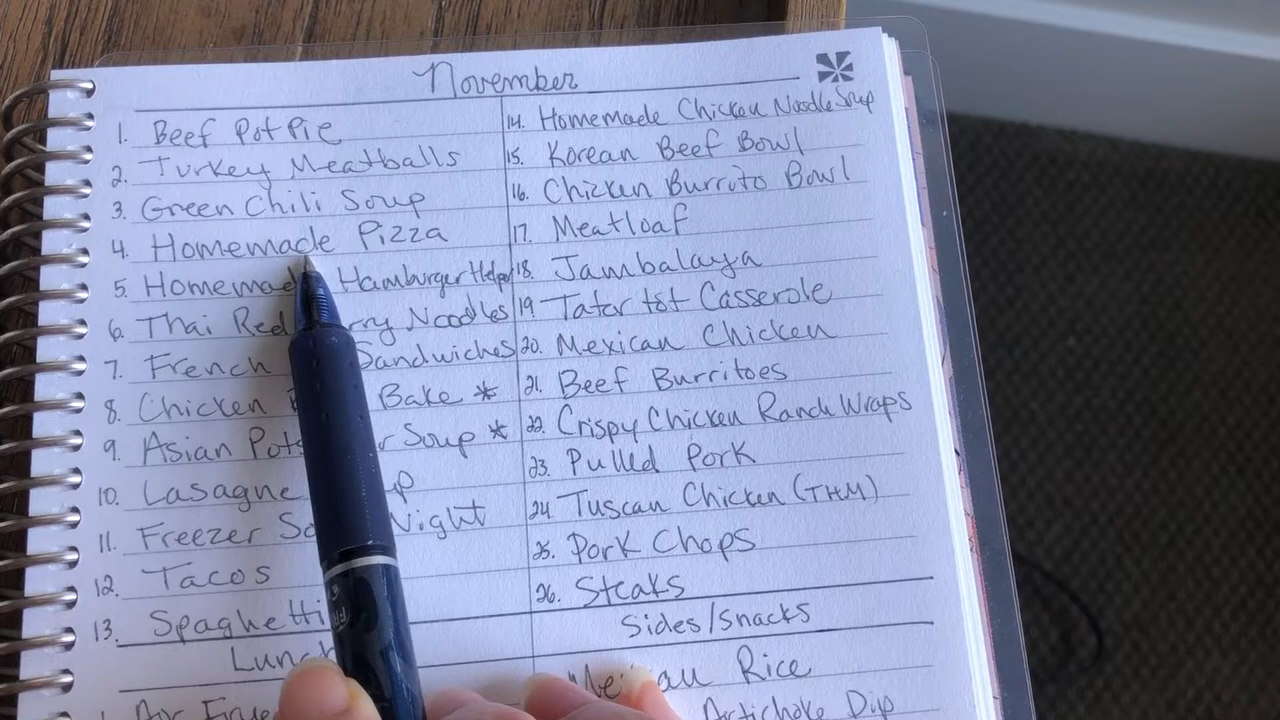 November
1. Beef Pot Pie
2. Turkey Meatballs
3. Green Chili Soup
4. Homemade Pizza
5. Homemade Hamburger Helper
6. Thai Red Curry Noodles
7. French Sandwiches
8. Chicken Bake *
9. Asian Soup *
10. Lasagne
11. Freezer Night
12. Tacos
13. Spaghetti
Lunch
14. Homemade Chicken Noodle Soup
15. Korean Beef Bowl
16. Chicken Burrito Bowl
17. Meatloaf
18. Jambalaya
19. Tatar tot Casserole
20. Mexican Chicken
21. Beef Burritoes
22. Crispy Chicken Ranch Wraps
23. Pulled Pork
24. Tuscan Chicken (THM)
25. Pork Chops
26. Steaks
Sides/Snacks
Mexican Rice
Artichoke Dip